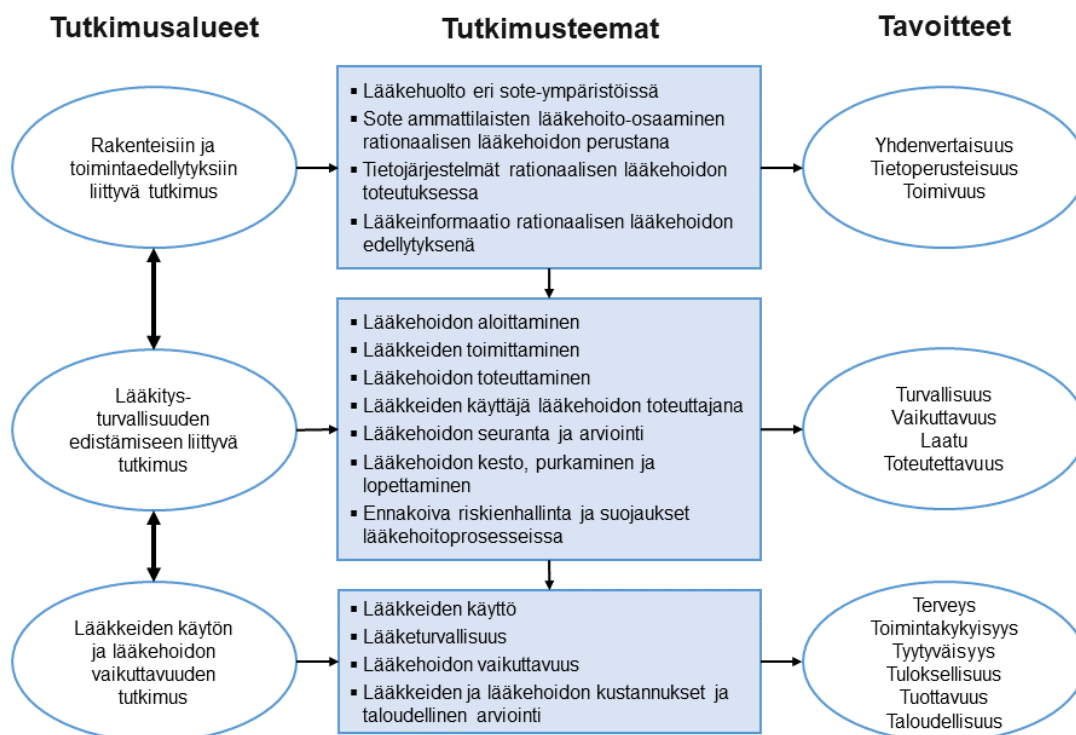 Tutkimusalueet
Tutkimusteemat
Tavoitteet
Rakenteisiin ja
toimintaedellytyksiin
liittyvä tutkimus
▪ Lääkehuolto eri sote-ympäristöissä
▪ Sote ammattilaisten lääkehoito-osaaminen
rationaalisen lääkehoidon perustana
▪ Tietojärjestelmät rationaalisen lääkehoidon
toteutuksessa
▪ Lääkeinformaatio rationaalisen lääkehoidon
edellytyksenä
Yhdenvertaisuus
Tietoperusteisuus
Toimivuus
Lääkitys-
turvallisuuden
edistämiseen liittyvä
tutkimus
▪ Lääkehoidon aloittaminen
▪ Lääkkeiden toimittaminen
▪ Lääkehoidon toteuttaminen
▪ Lääkkeiden käyttäjä lääkehoidon toteuttajana
▪ Lääkehoidon seuranta ja arviointi
▪ Lääkehoidon kesto, purkaminen ja
lopettaminen
▪ Ennakoiva riskienhallinta ja suojaukset
lääkehoitoprosesseissa
Turvallisuus
Vaikuttavuus
Laatu
Toteutettavuus
Lääkkeiden käytön
ja lääkehoidon
vaikuttavuuden
tutkimus
▪ Lääkkeiden käyttö
▪ Lääketurvallisuus
▪ Lääkehoidon vaikuttavuus
▪ Lääkkeiden ja lääkehoidon kustannukset ja
taloudellinen arviointi
Terveys
Toimintakykyisyys
Tyytyväisyys
Tuloksellisuus
Tuottavuus
Taloudellisuus